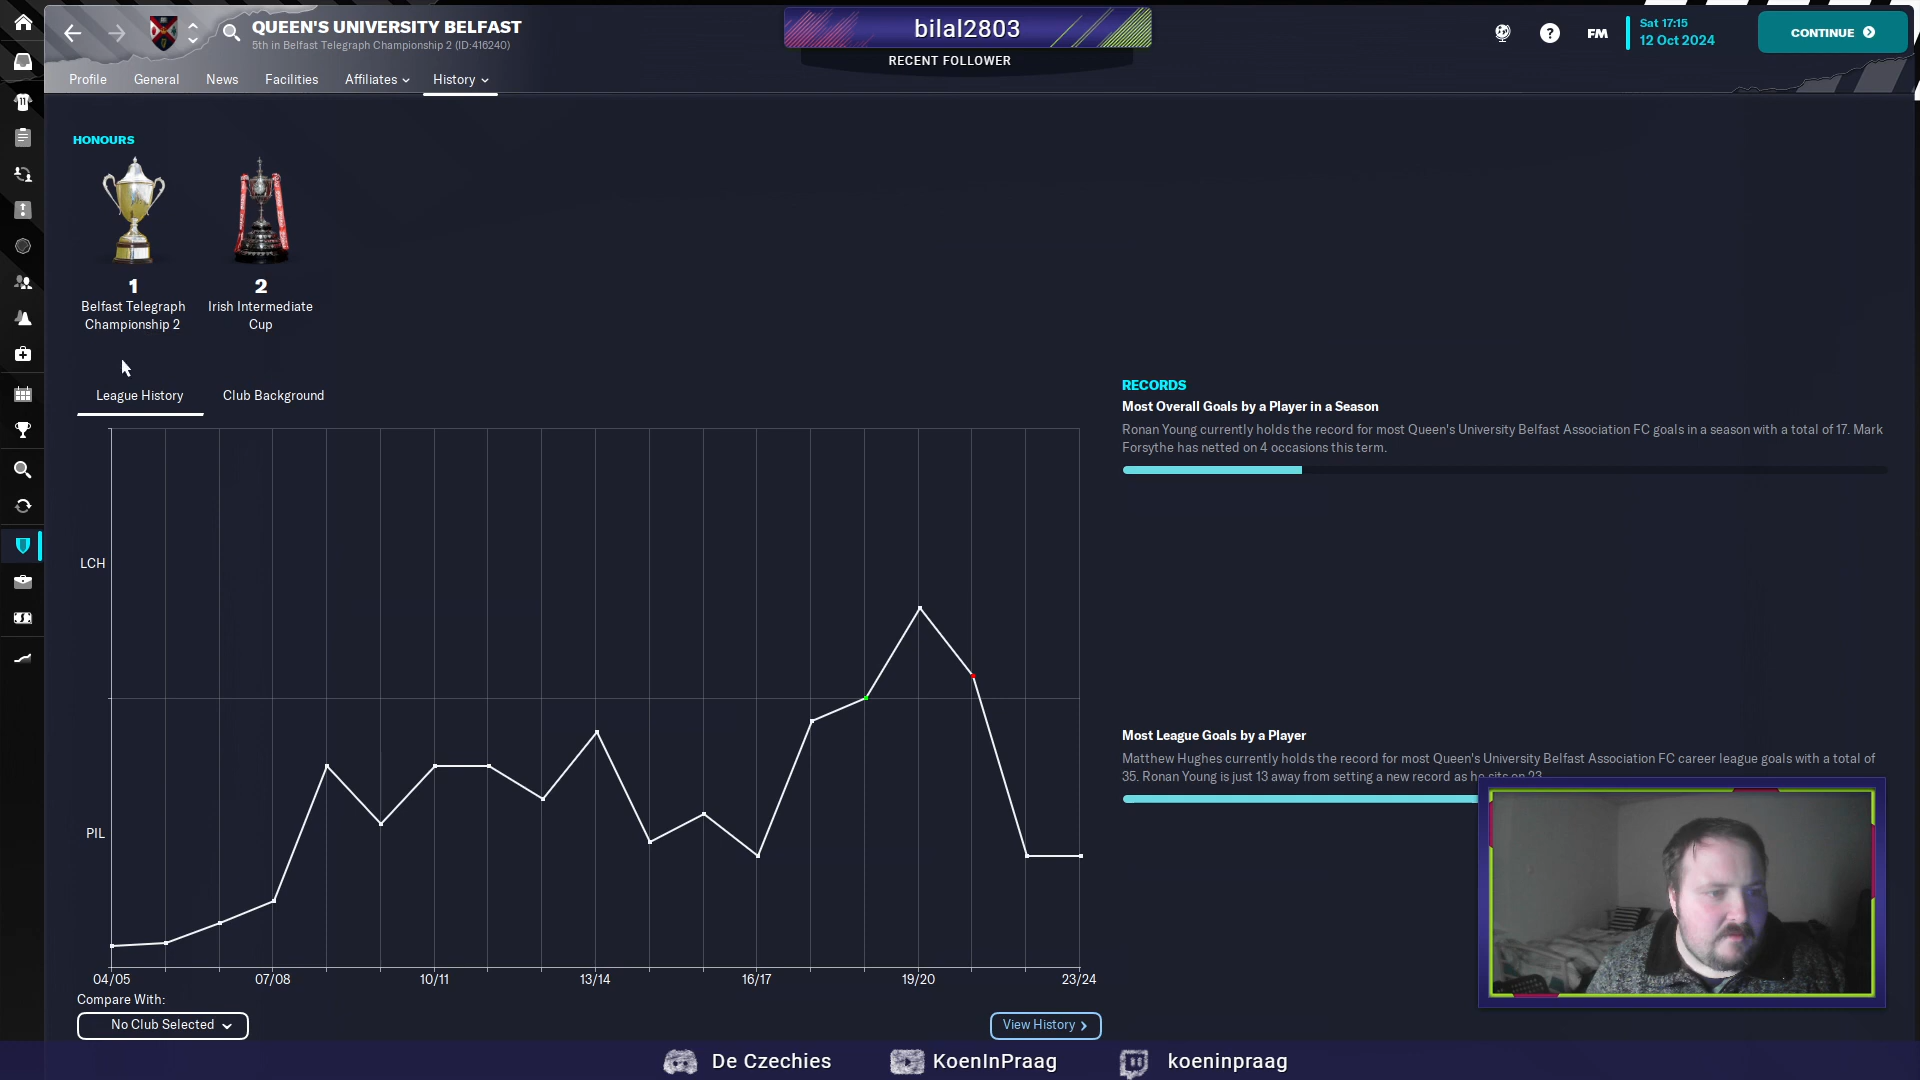 QUEEN'S UNIVERSITY BELFAST
5th in Belfast Telegraph Championship 2 (ID:416240)
bilal2803
RECENT FOLLOWER
FM
Sat 17:15
12 Oct 2024
CONTINUE
Profile
General
News
Facilities
Affiliates
History
HONOURS
1
Belfast Telegraph
Championship 2
2
Irish Intermediate
Cup
League History
Club Background
LCH
PIL
04/05
07/08
10/11
13/14
16/17
19/20
23/24
Compare With:
No Club Selected
View History
RECORDS
Most Overall Goals by a Player in a Season
Ronan Young currently holds the record for most Queen's University Belfast Association FC goals in a season with a total of 17. Mark
Forsythe has netted on 4 occasions this term.
Most League Goals by a Player
Matthew Hughes currently holds the record for most Queen's University Belfast Association FC career league goals with a total of
35. Ronan Young is just 13 away from setting a new record as he sits on 23.
De Czechies
KoenInPraag
koeninpraag